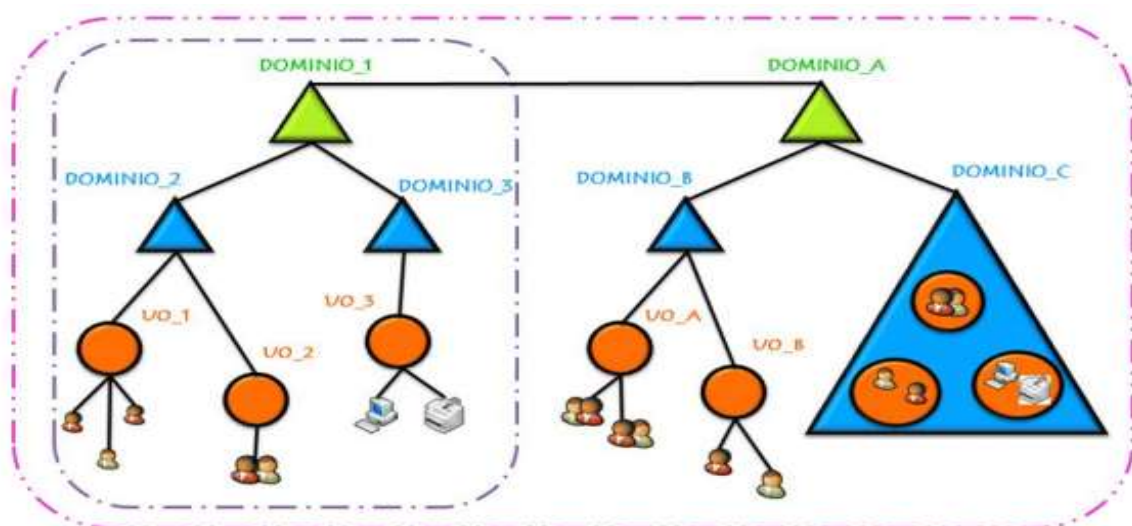 DOMINIO_1
DOMINIO_A
DOMINIO_2
DOMINIO_3
DOMINIO_B
DOMINIO_C
UO_1
UO_2
UO_3
UO_A
UO_B